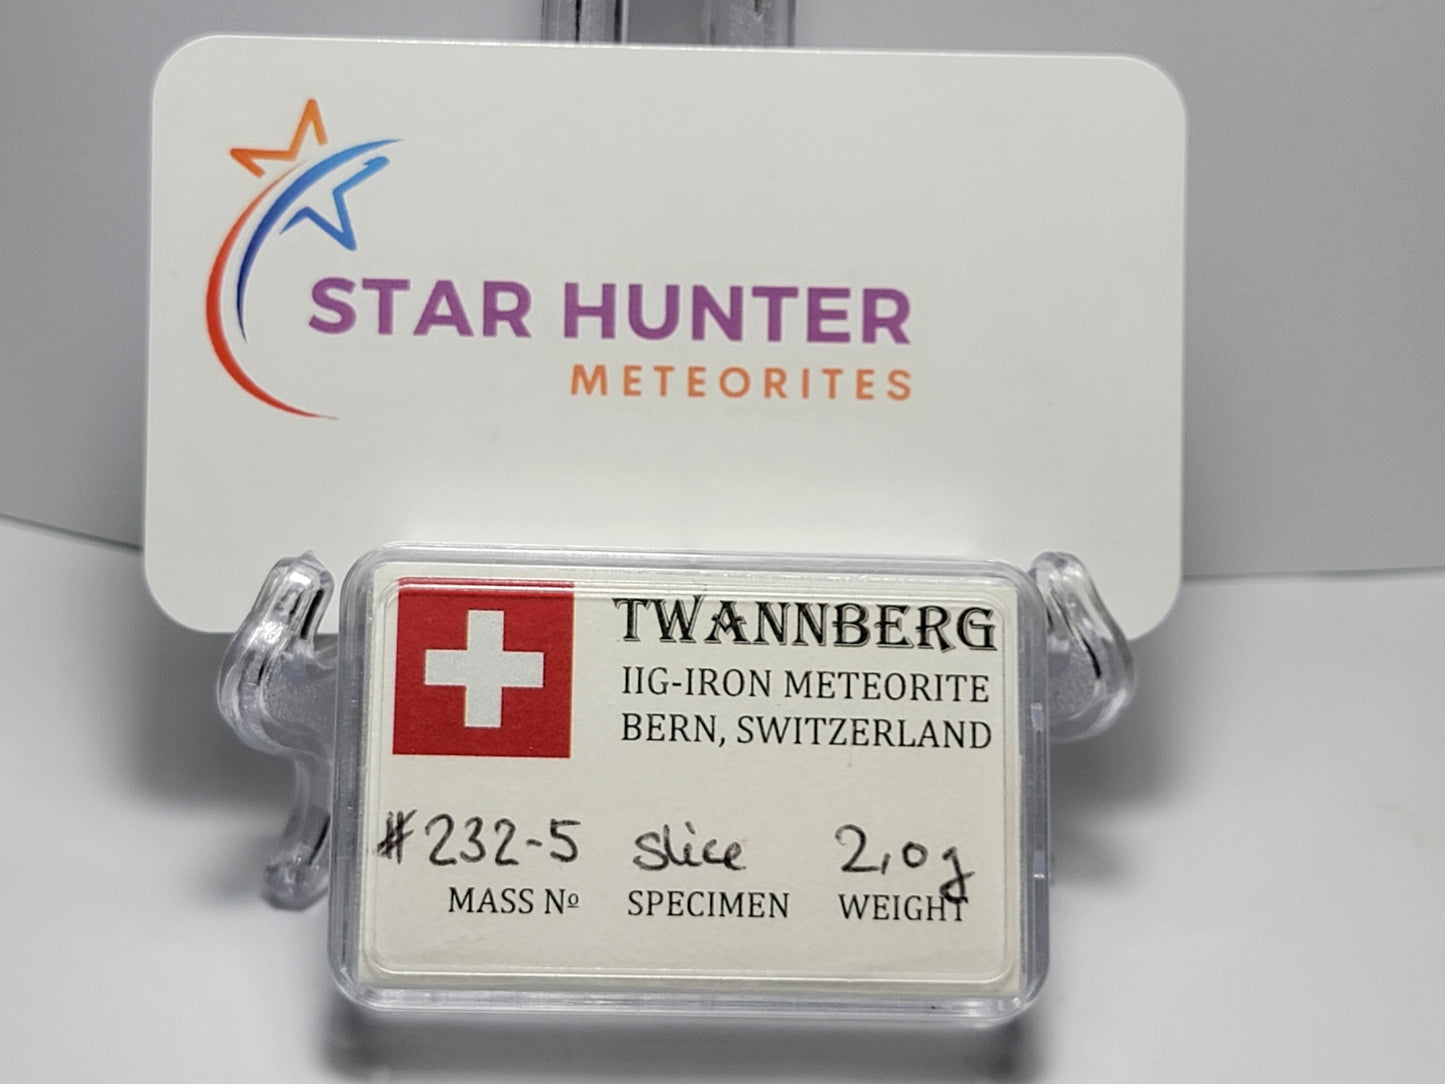 STAR HUNTER
METEORITES
TWANNBERG
IIG-IRON METEORITE
BERN, SWITZERLAND
#232-5 slice 2,0g
MASS Nº SPECIMEN WEIGHT